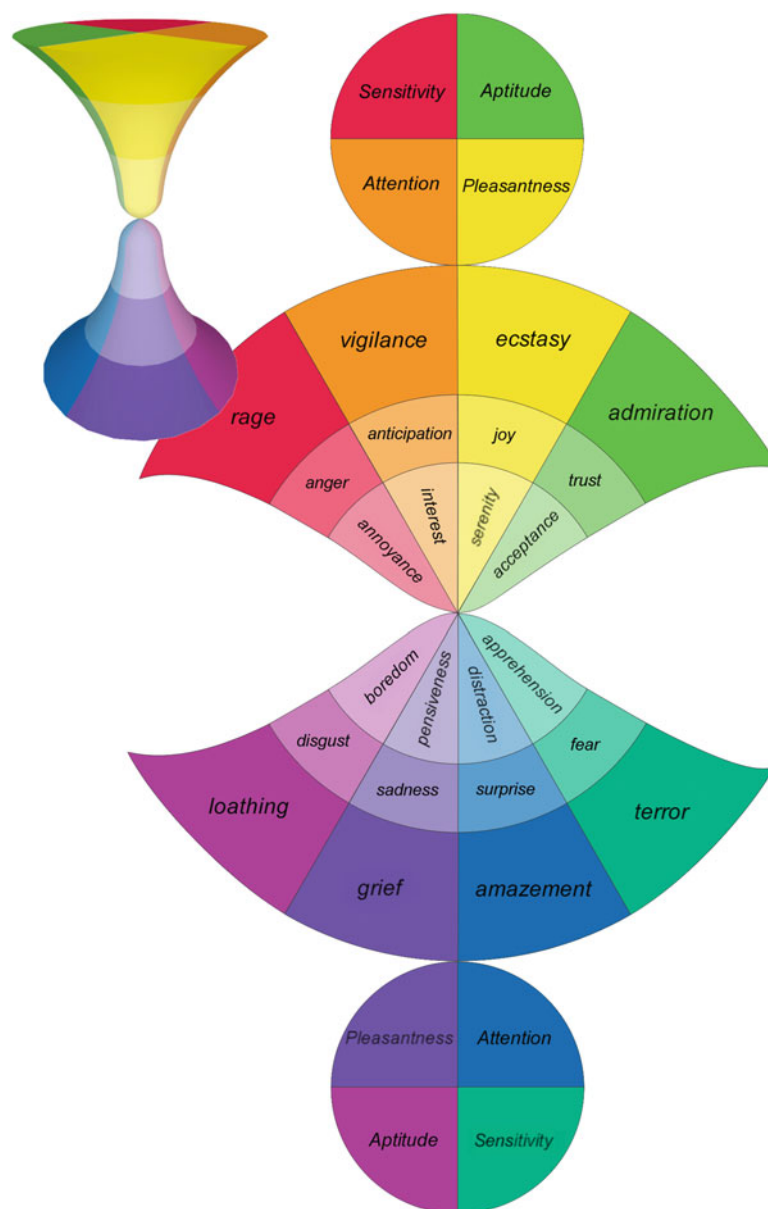 Sensitivity Aptitude
Attention Pleasantness
vigilance ecstasy
rage admiration
anticipation joy
anger trust
interest serenity
annoyance acceptance
boredom apprehension
pensiveness distraction
disgust fear
sadness surprise
loathing terror
grief amazement
Pleasantness Attention
Aptitude Sensitivity